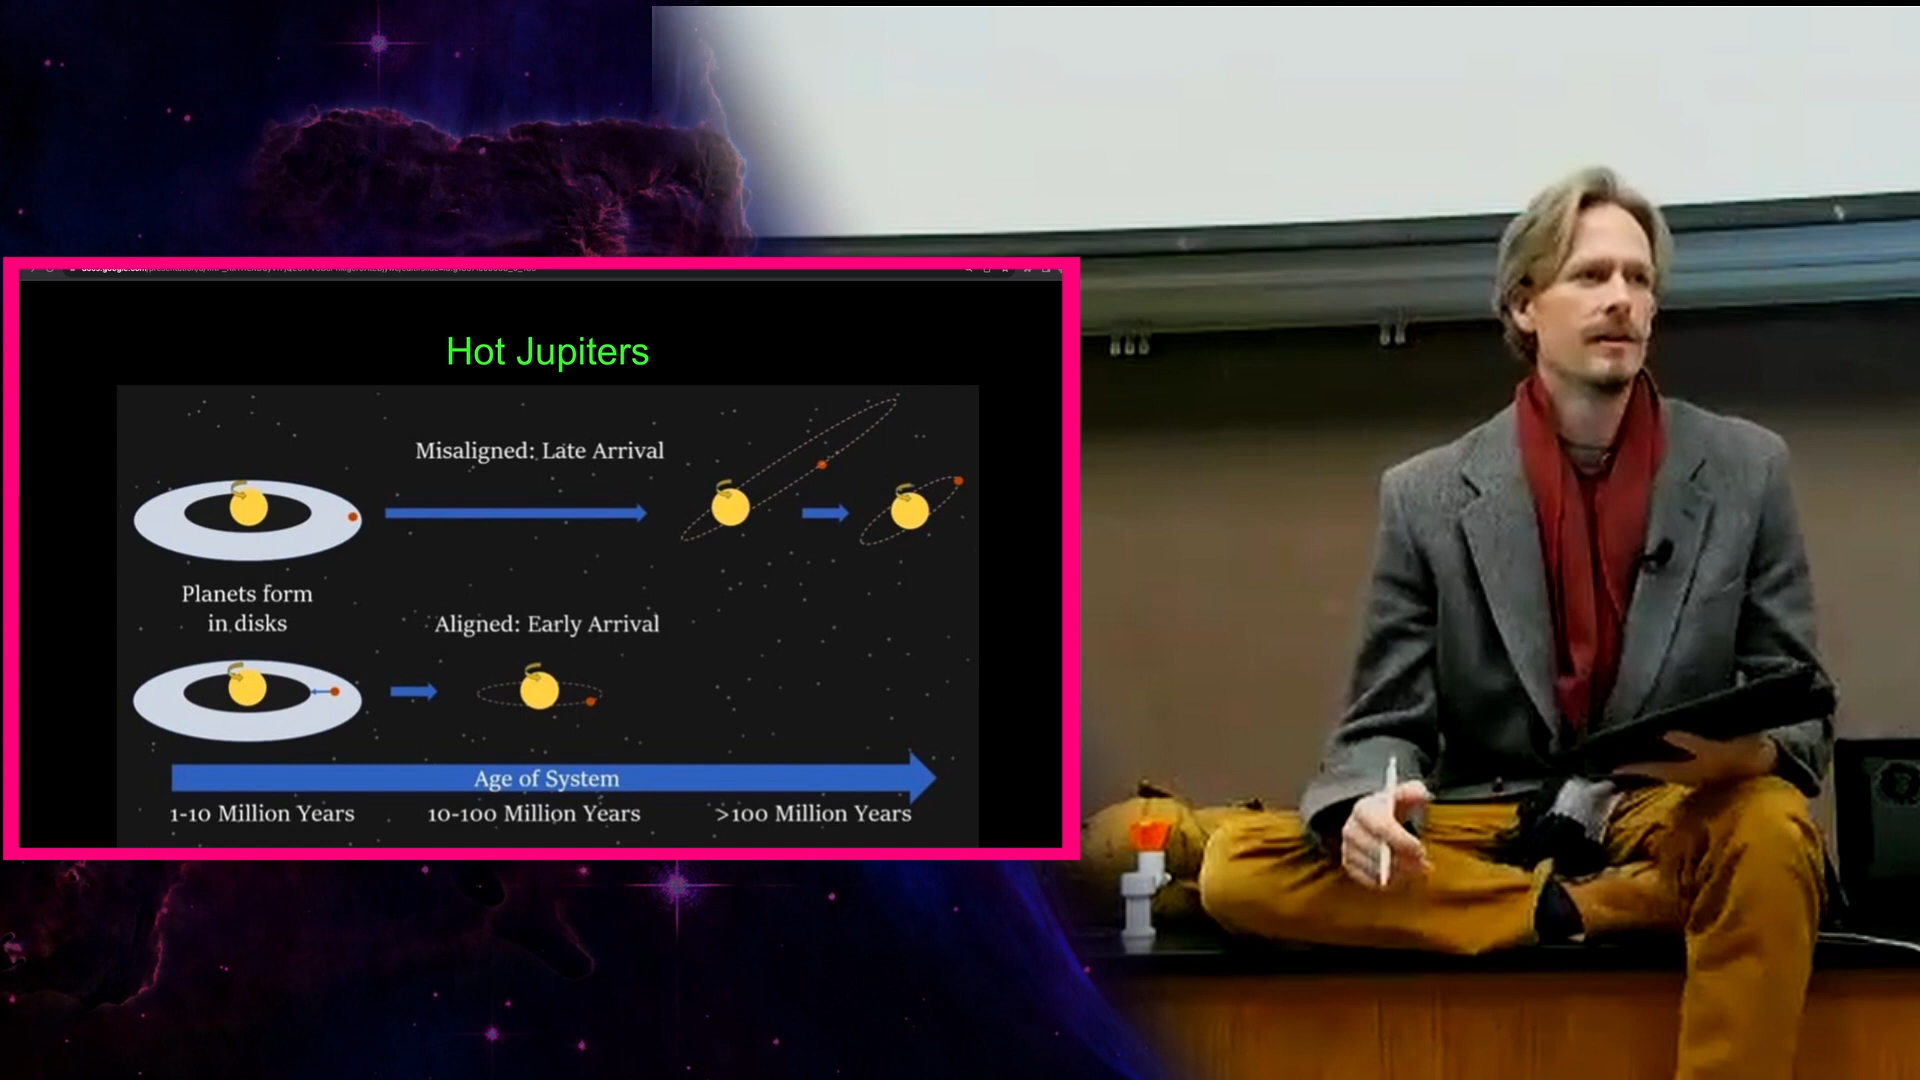 Hot Jupiters
Misaligned: Late Arrival
Planets form
in disks
Aligned: Early Arrival
Age of System
1-10 Million Years
10-100 Million Years
>100 Million Years